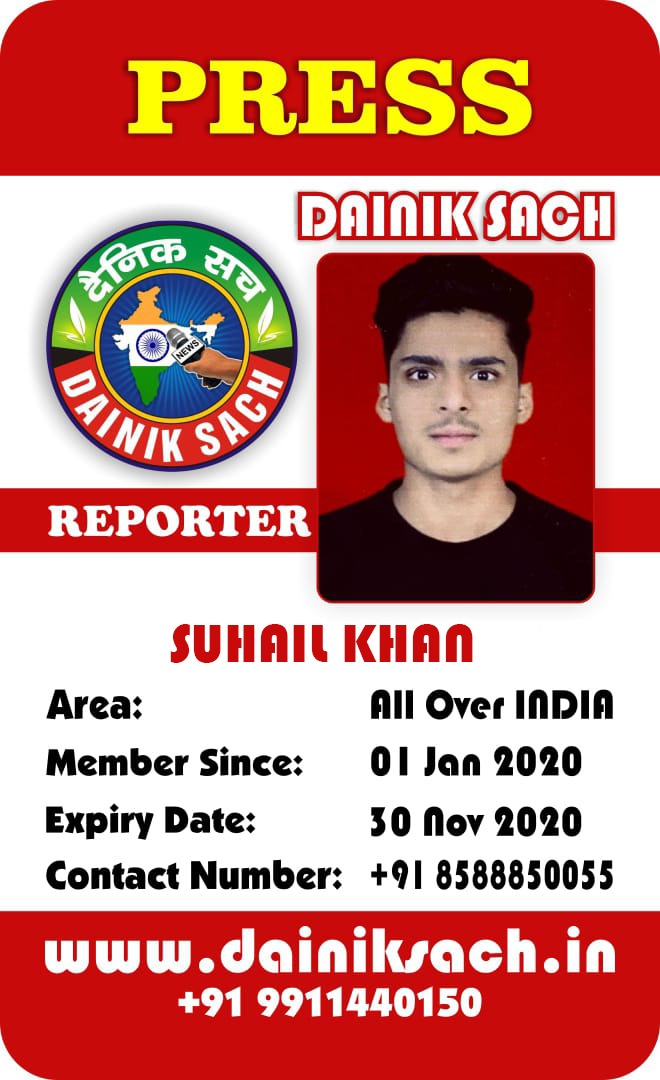 PRESS
DAINIK SACH
दैनिक सच
NEWS
DAINIK SACH
REPORTER
SUHAIL KHAN
Area: All Over INDIA
Member Since: 01 Jan 2020
Expiry Date: 30 Nov 2020
Contact Number: +91 8588850055
www.dainiksach.in
+91 9911440150